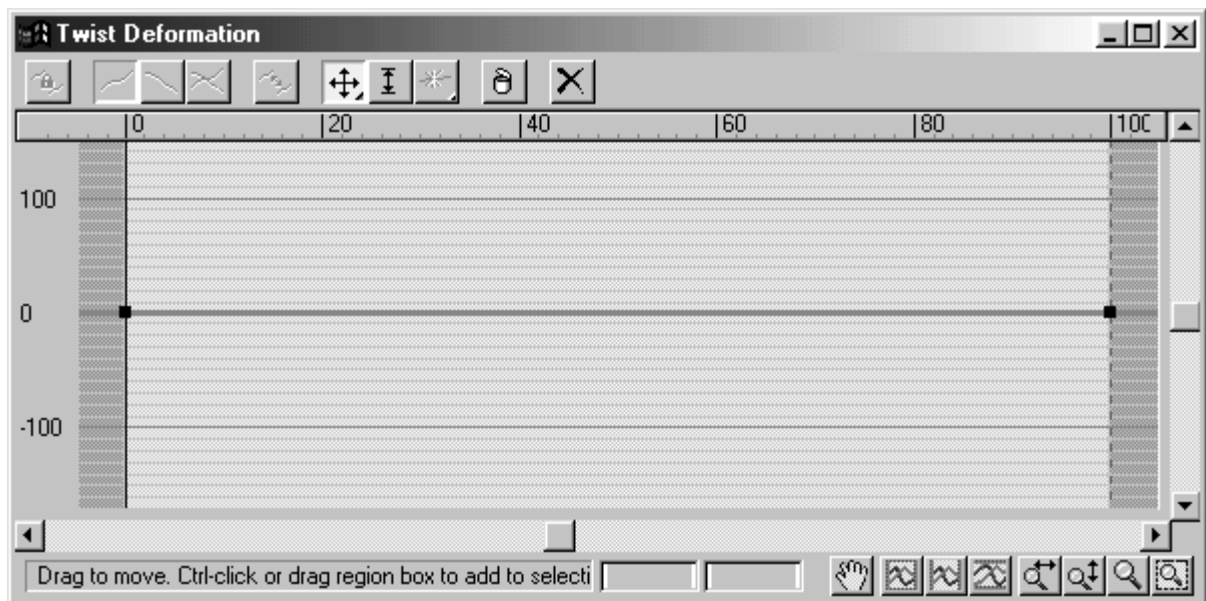 Twist Deformation
0 20 40 60 80 100
100
0
-100
Drag to move. Ctrl-click or drag region box to add to selecti